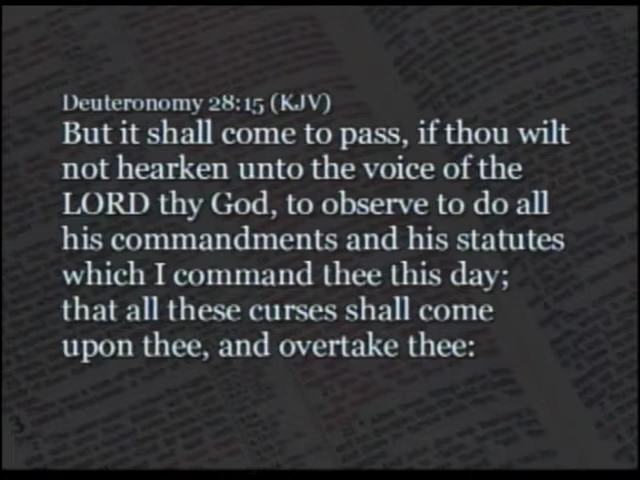 Deuteronomy 28:15 (KJV)
But it shall come to pass, if thou wilt
not hearken unto the voice of the
LORD thy God, to observe to do all
his commandments and his statutes
which I command thee this day;
that all these curses shall come
upon thee, and overtake thee: